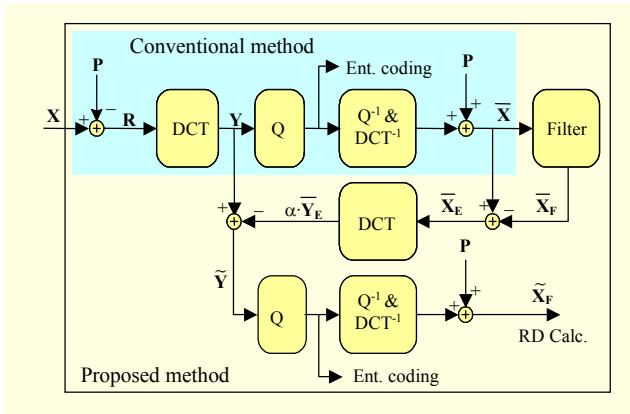 Conventional method
P
P
Ent. coding
X
+
−
+
R
DCT
Y
Q
Q⁻¹ &
DCT⁻¹
+
+
+
X̅
Filter
+
−
α·Y̅_E
DCT
X̅_E
+
−
X̅_F
+
P
Ỹ
Q
Q⁻¹ &
DCT⁻¹
+
+
+
X̃_F
RD Calc.
Proposed method
Ent. coding